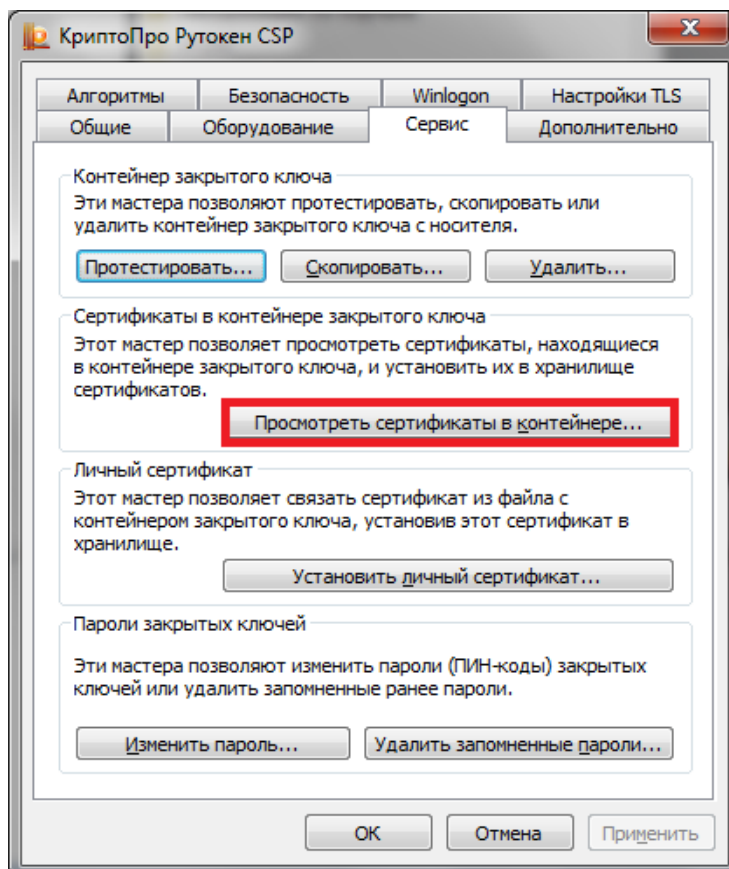 КриптоПро Рутокен CSP
Алгоритмы Безопасность Winlogon Настройки TLS
Общие Оборудование Сервис Дополнительно
Контейнер закрытого ключа
Эти мастера позволяют протестировать, скопировать или
удалить контейнер закрытого ключа с носителя.
Протестировать... Скопировать... Удалить...
Сертификаты в контейнере закрытого ключа
Этот мастер позволяет просмотреть сертификаты, находящиеся
в контейнере закрытого ключа, и установить их в хранилище
сертификатов.
Просмотреть сертификаты в контейнере...
Личный сертификат
Этот мастер позволяет связать сертификат из файла с
контейнером закрытого ключа, установив этот сертификат в
хранилище.
Установить личный сертификат...
Пароли закрытых ключей
Эти мастера позволяют изменить пароли (ПИН-коды) закрытых
ключей или удалить запомненные ранее пароли.
Изменить пароль... Удалить запомненные пароли...
ОК Отмена Применить